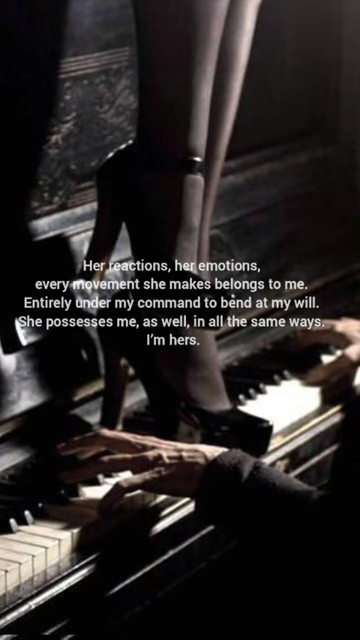 Her reactions, her emotions,
every movement she makes belongs to me.
Entirely under my command to bend at my will.
She possesses me, as well, in all the same ways.
I'm hers.